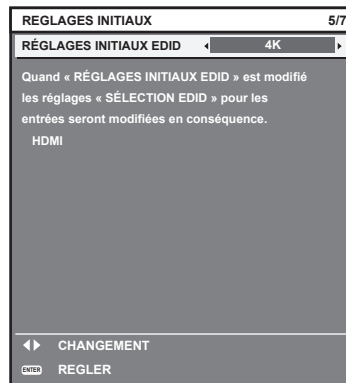 REGLAGES INITIAUX 5/7
RÉGLAGES INITIAUX EDID 4K
Quand « RÉGLAGES INITIAUX EDID » est modifié
les réglages « SÉLECTION EDID » pour les
entrées seront modifiées en conséquence.
HDMI
CHANGEMENT
ENTER REGLER